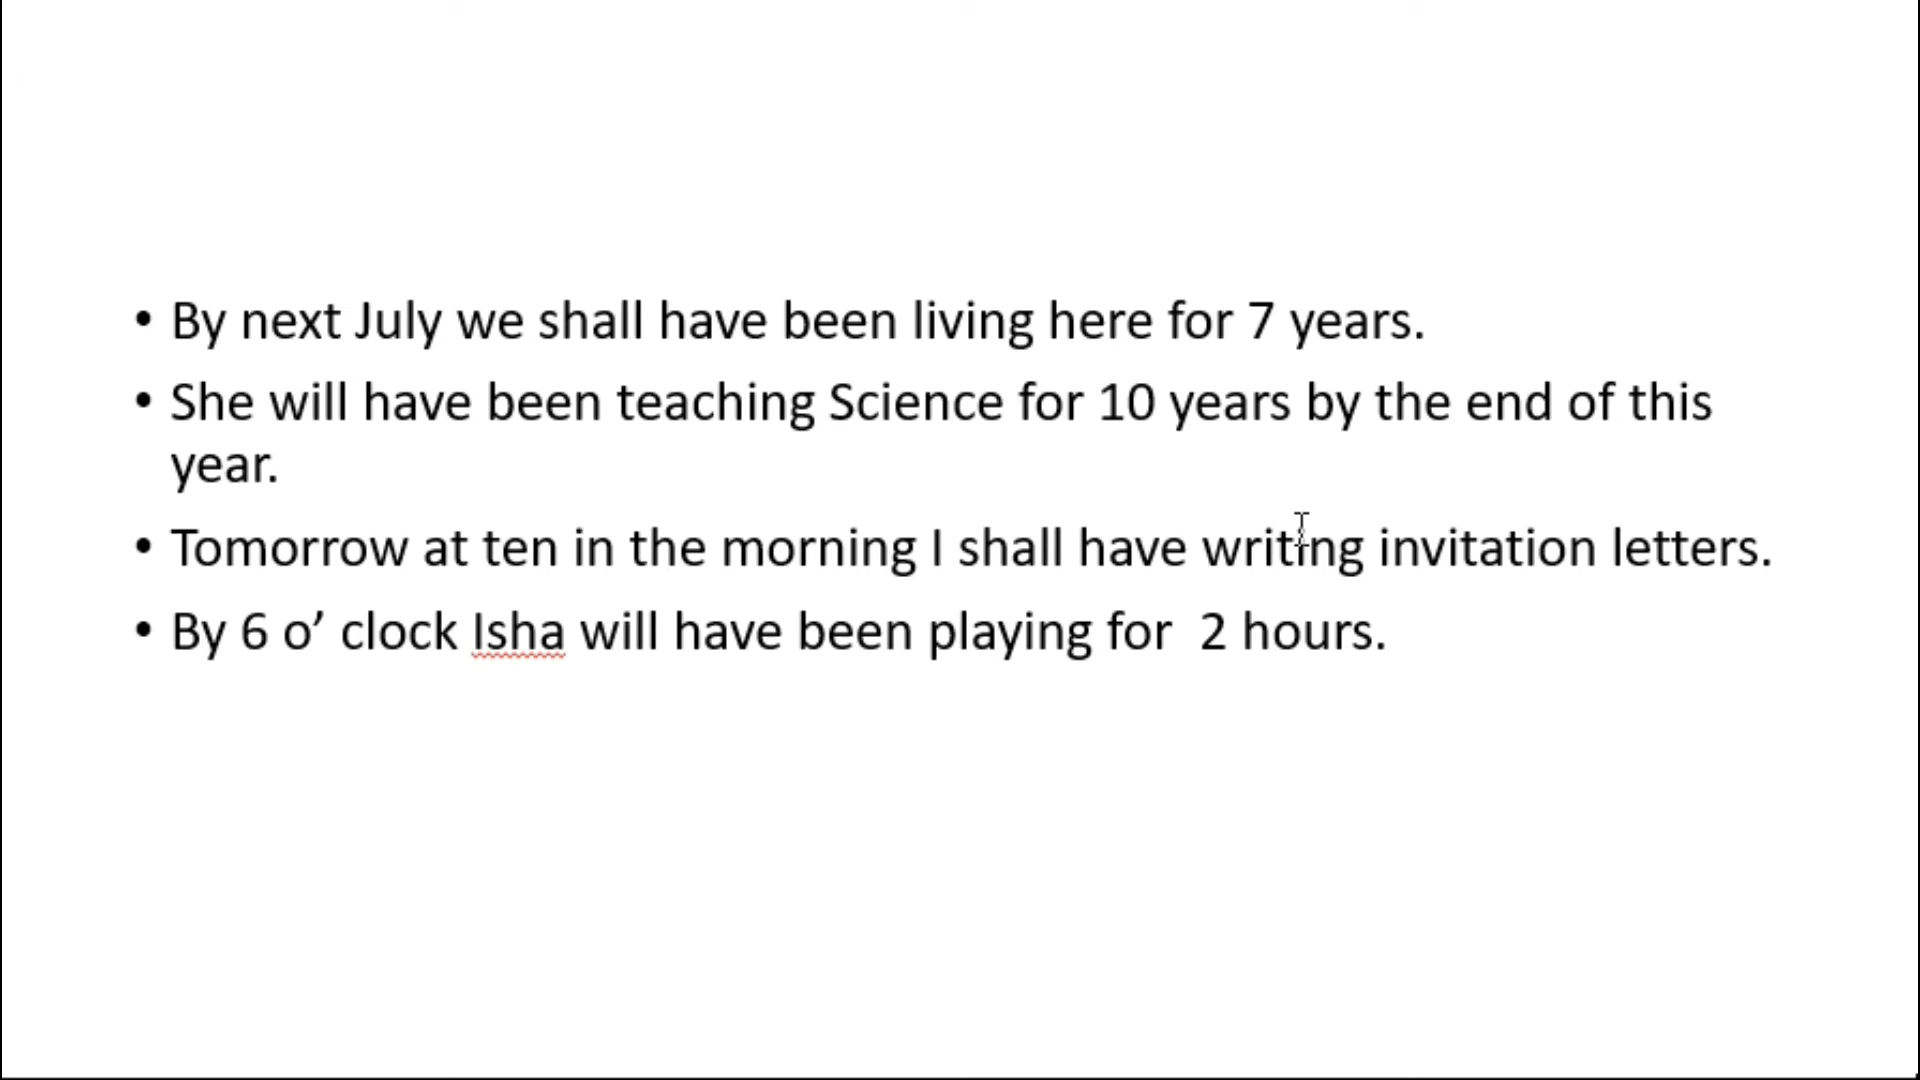 • By next July we shall have been living here for 7 years.
• She will have been teaching Science for 10 years by the end of this
year.
• Tomorrow at ten in the morning I shall have writing invitation letters.
• By 6 o’ clock Isha will have been playing for  2 hours.